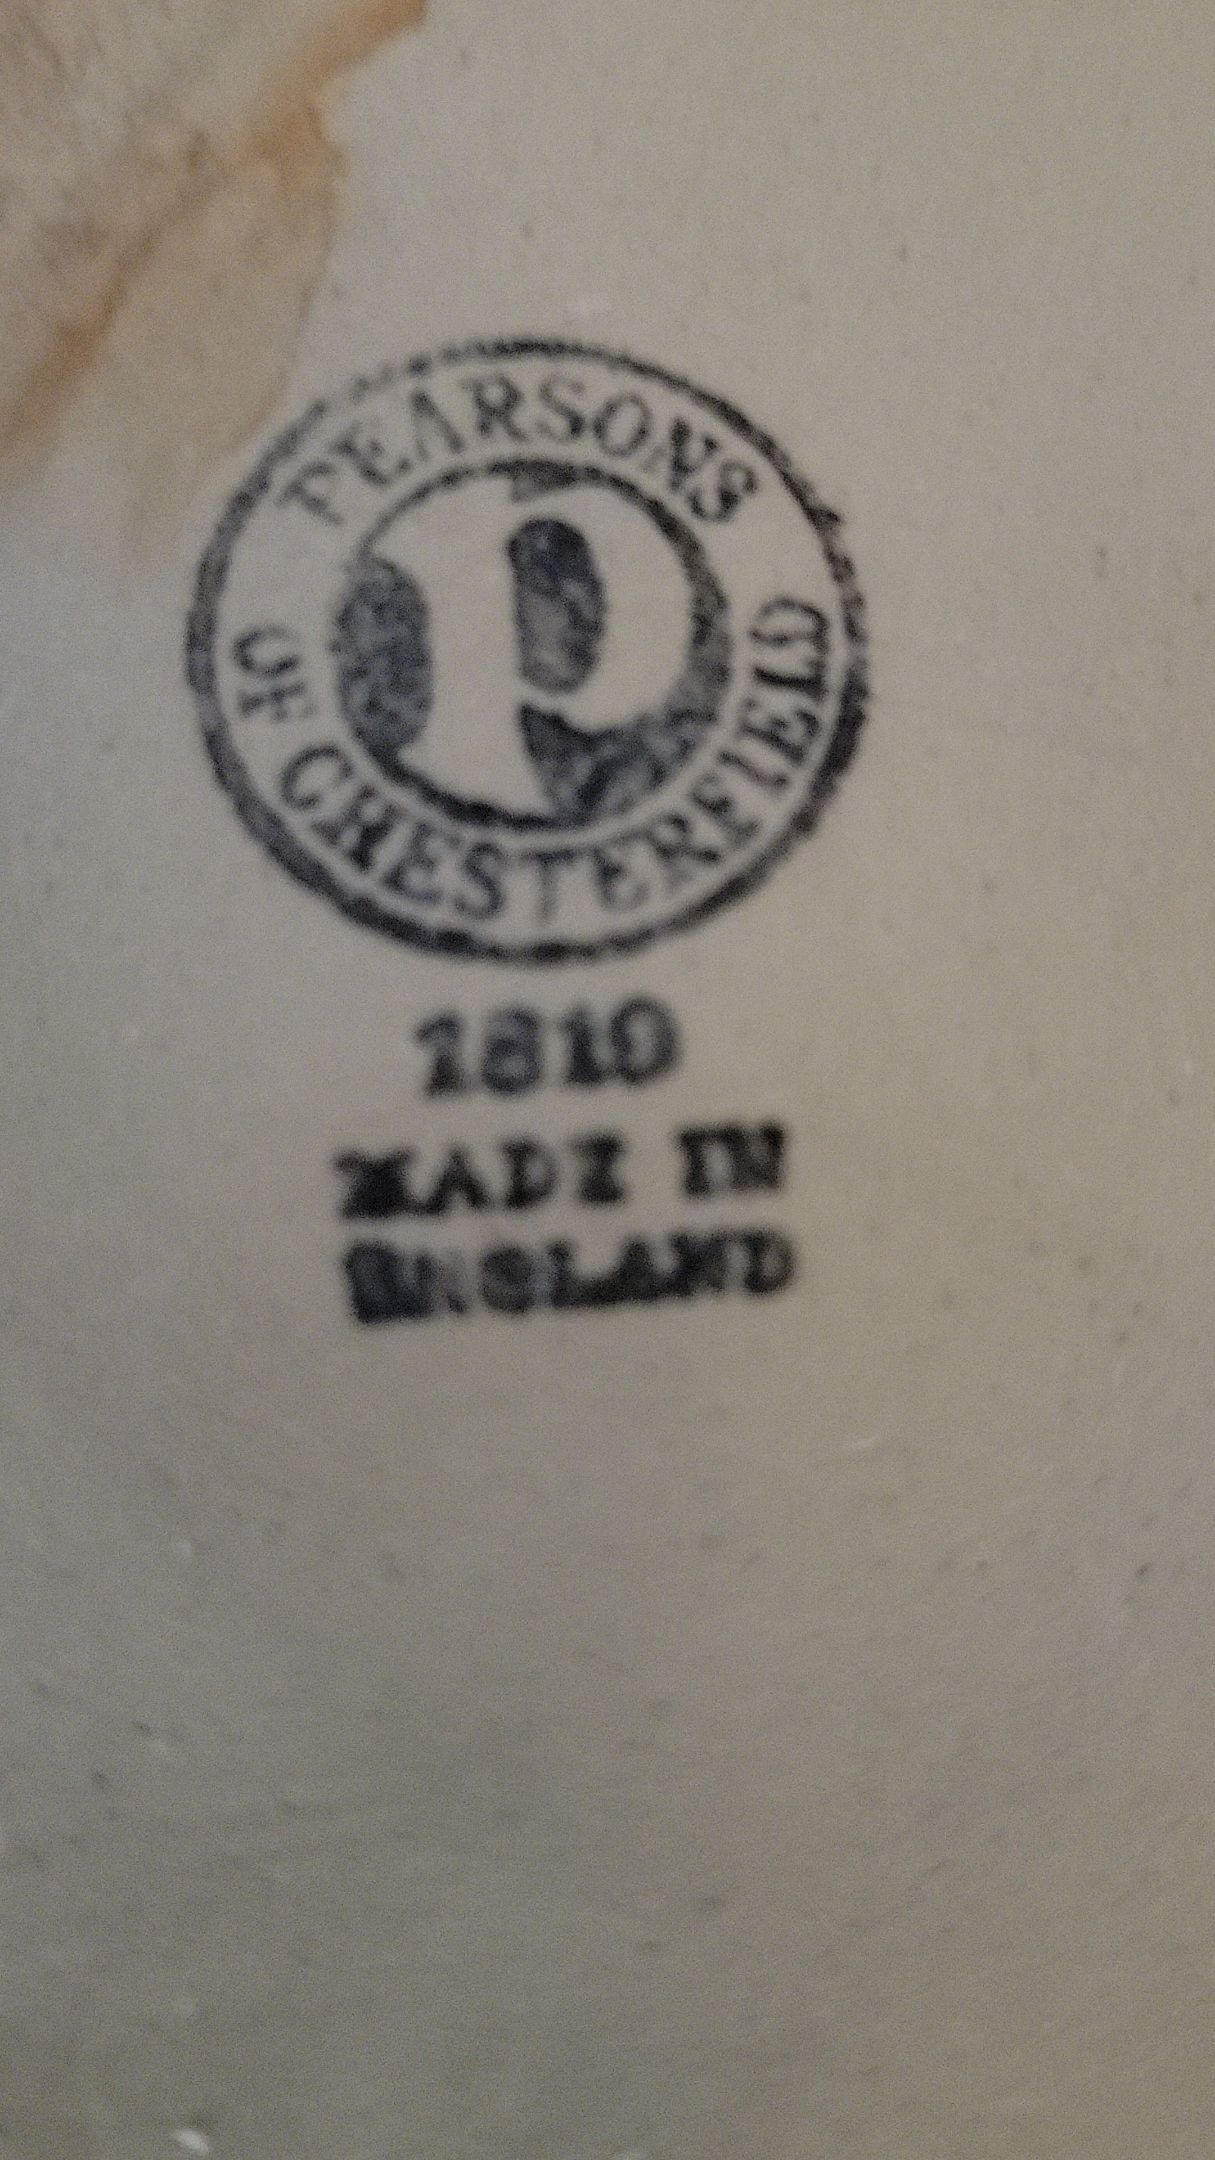 PEARSONS
P
OF CHESTERFIELD
1810
MADE IN
ENGLAND